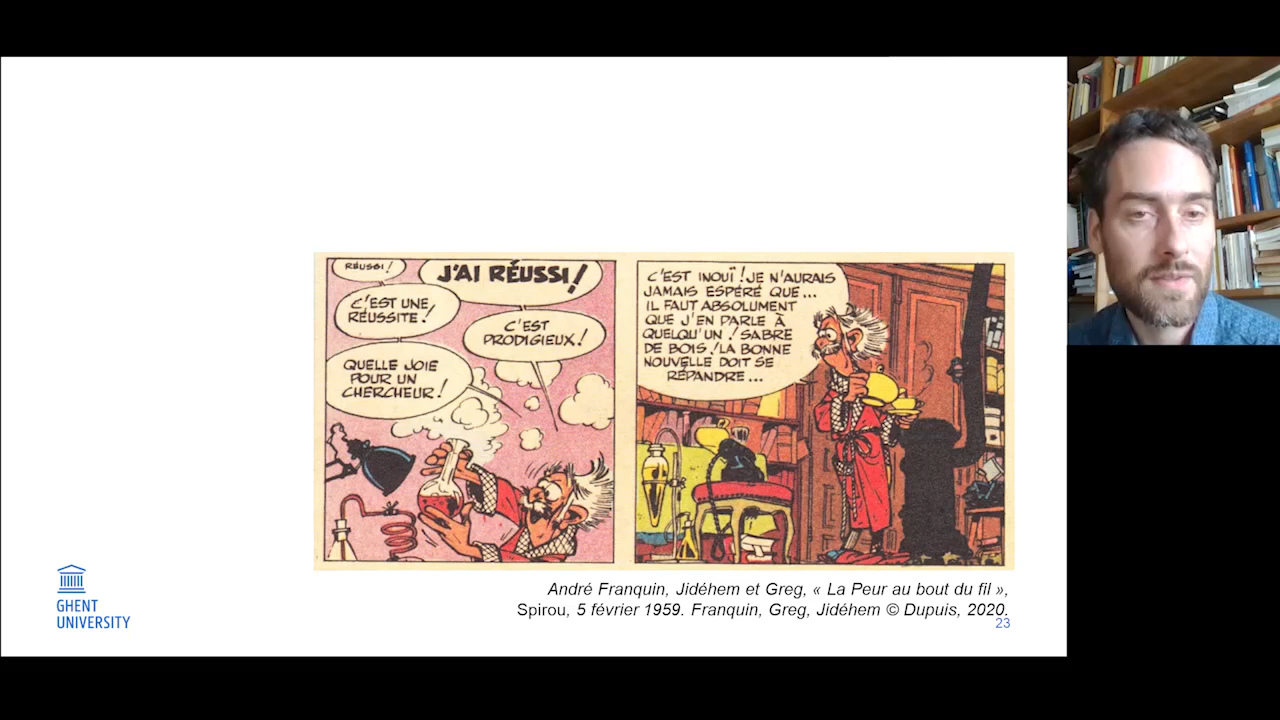 RÉUSSI!
J'AI RÉUSSI!
C'EST UNE
RÉUSSITE!
C'EST
PRODIGIEUX!
QUELLE JOIE
POUR UN
CHERCHEUR!
C'EST INOUÏ! JE N'AURAIS
JAMAIS ESPÉRÉ QUE...
IL FAUT ABSOLUMENT
QUE J'EN PARLE À
QUELQU'UN! SABRE
DE BOIS! LA BONNE
NOUVELLE DOIT SE
RÉPANDRE...
André Franquin, Jidéhem et Greg, « La Peur au bout du fil »,
Spirou, 5 février 1959. Franquin, Greg, Jidéhem © Dupuis, 2020.
23
GHENT
UNIVERSITY